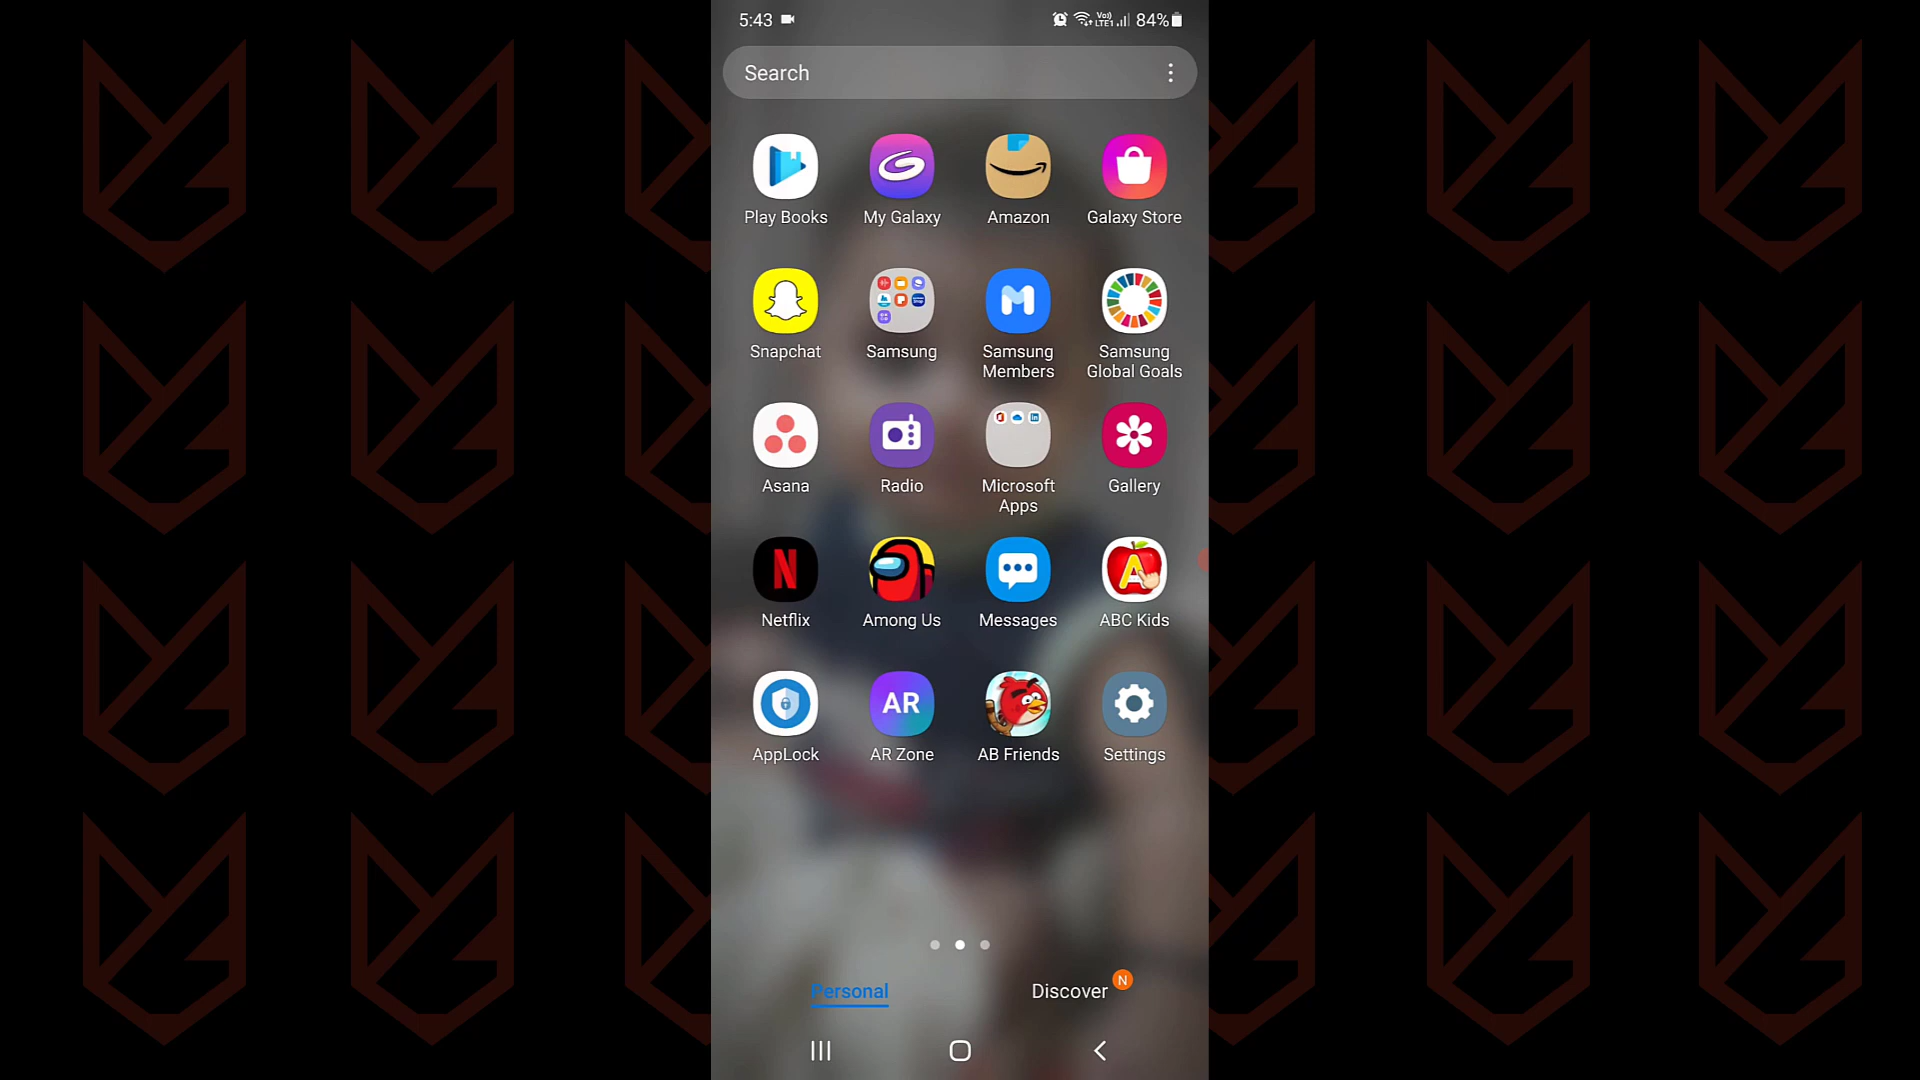 5:43 Vo) LTE1 84%
Search
Play Books My Galaxy Amazon Galaxy Store
Snapchat Samsung Samsung Members Samsung Global Goals
Asana Radio Microsoft Apps Gallery
N
A
Netflix Among Us Messages ABC Kids
AR
AppLock AR Zone AB Friends Settings
N
Personal Discover